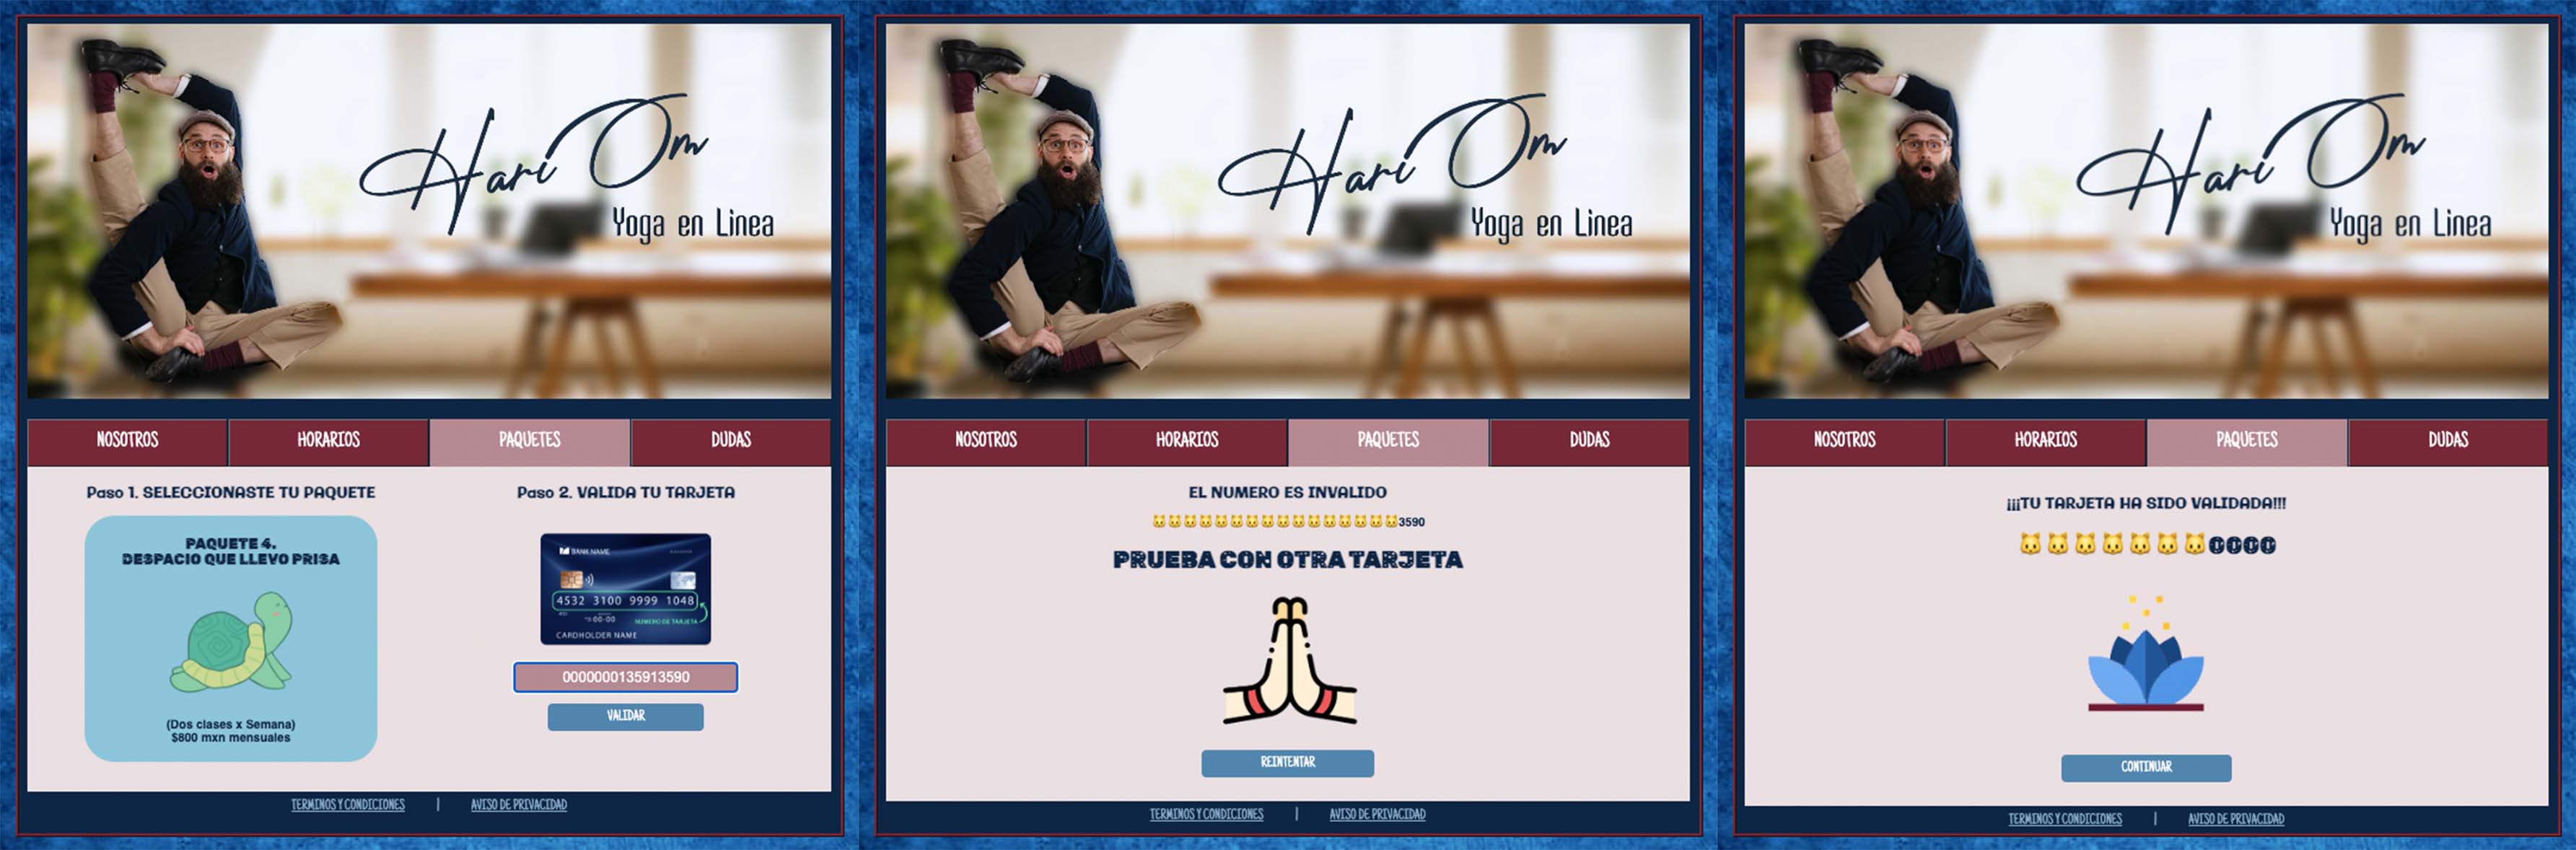 Hari Om
Yoga en Linea
NOSOTROS
HORARIOS
PAQUETES
DUDAS
Paso 1. SELECCIONASTE TU PAQUETE
PAQUETE 4.
DESPACIO QUE LLEVO PRISA
(Dos clases x Semana)
$800 mxn mensuales
Paso 2. VALIDA TU TARJETA
BANK NAME
4532 3100 9999 1048
00-00
NUMERO DE TARJETA
CARDHOLDER NAME
0000000135913590
VALIDAR
TERMINOS Y CONDICIONES | AVISO DE PRIVACIDAD
Hari Om
Yoga en Linea
NOSOTROS
HORARIOS
PAQUETES
DUDAS
EL NUMERO ES INVALIDO
3590
PRUEBA CON OTRA TARJETA
REINTENTAR
TERMINOS Y CONDICIONES | AVISO DE PRIVACIDAD
Hari Om
Yoga en Linea
NOSOTROS
HORARIOS
PAQUETES
DUDAS
¡¡¡TU TARJETA HA SIDO VALIDADA!!!
0000
CONTINUAR
TERMINOS Y CONDICIONES | AVISO DE PRIVACIDAD